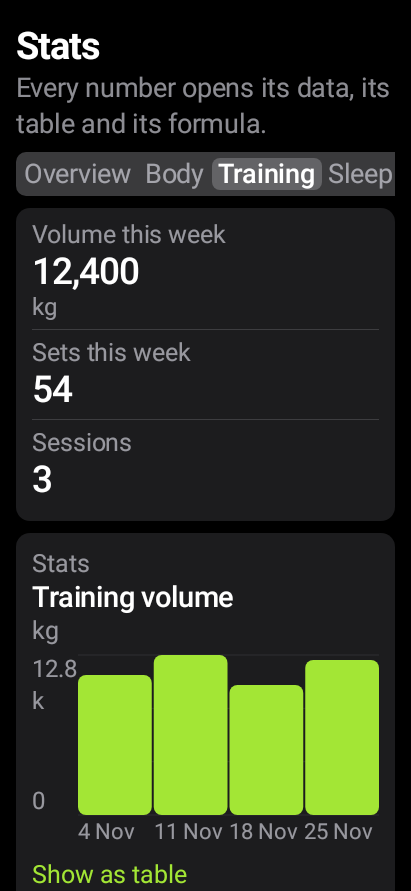 Stats
Every number opens its data, its
table and its formula.
Overview Body Training Sleep
Volume this week
12,400
kg
Sets this week
54
Sessions
3
Stats
Training volume
kg
12.8
k
0
4 Nov 11 Nov 18 Nov 25 Nov
Show as table